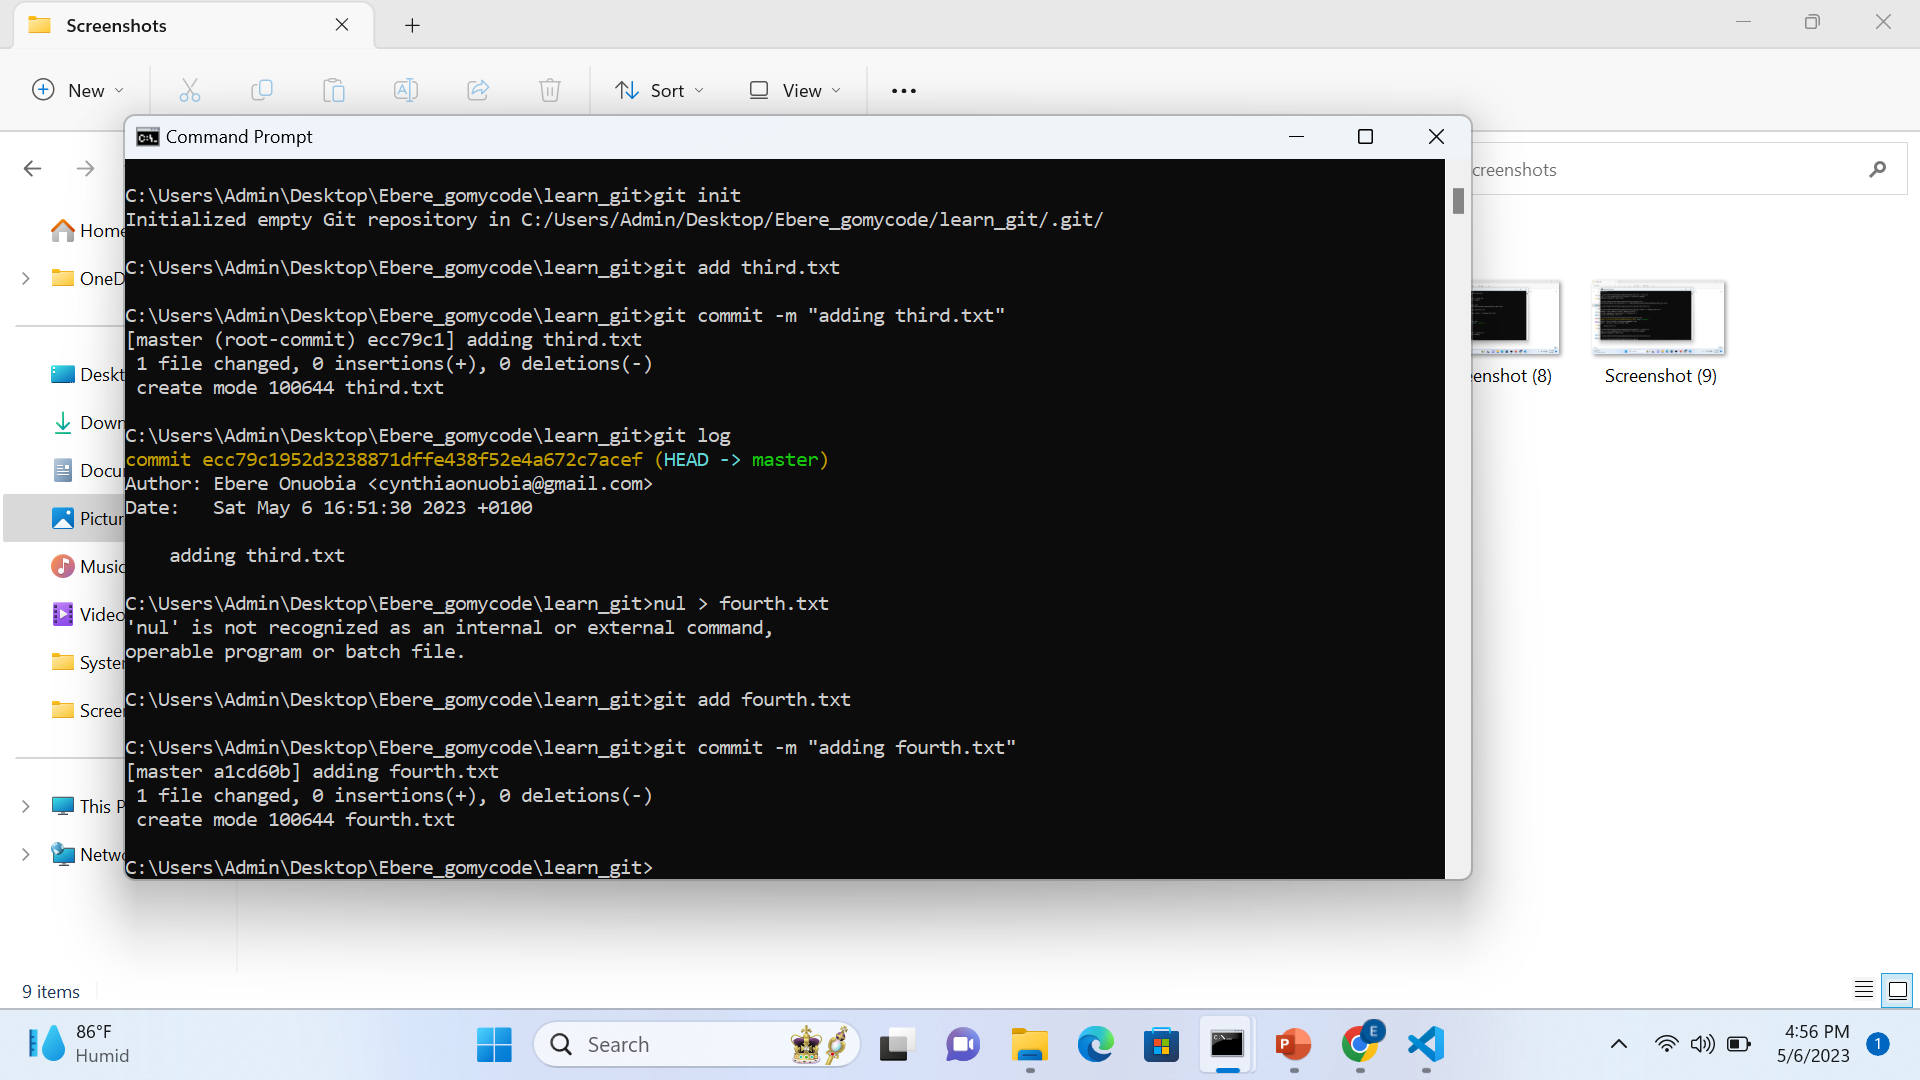 Screenshots
New
Sort
View
Command Prompt
creenshots
C:\Users\Admin\Desktop\Ebere_gomycode\learn_git>git init
Initialized empty Git repository in C:/Users/Admin/Desktop/Ebere_gomycode/learn_git/.git/
C:\Users\Admin\Desktop\Ebere_gomycode\learn_git>git add third.txt
C:\Users\Admin\Desktop\Ebere_gomycode\learn_git>git commit -m "adding third.txt"
[master (root-commit) ecc79c1] adding third.txt
1 file changed, 0 insertions(+), 0 deletions(-)
create mode 100644 third.txt
C:\Users\Admin\Desktop\Ebere_gomycode\learn_git>git log
commit ecc79c1952d3238871dffe438f52e4a672c7acef (HEAD -> master)
Author: Ebere Onuobia <cynthiaonuobia@gmail.com>
Date:   Sat May 6 16:51:30 2023 +0100
adding third.txt
C:\Users\Admin\Desktop\Ebere_gomycode\learn_git>nul > fourth.txt
'nul' is not recognized as an internal or external command,
operable program or batch file.
C:\Users\Admin\Desktop\Ebere_gomycode\learn_git>git add fourth.txt
C:\Users\Admin\Desktop\Ebere_gomycode\learn_git>git commit -m "adding fourth.txt"
[master a1cd60b] adding fourth.txt
1 file changed, 0 insertions(+), 0 deletions(-)
create mode 100644 fourth.txt
C:\Users\Admin\Desktop\Ebere_gomycode\learn_git>
Home
OneD
Deskt
Down
Docu
Pictur
Music
Video
System
Screen
This P
Netwo
enshot (8)
Screenshot (9)
9 items
86°F
Humid
Search
E
4:56 PM
5/6/2023
1